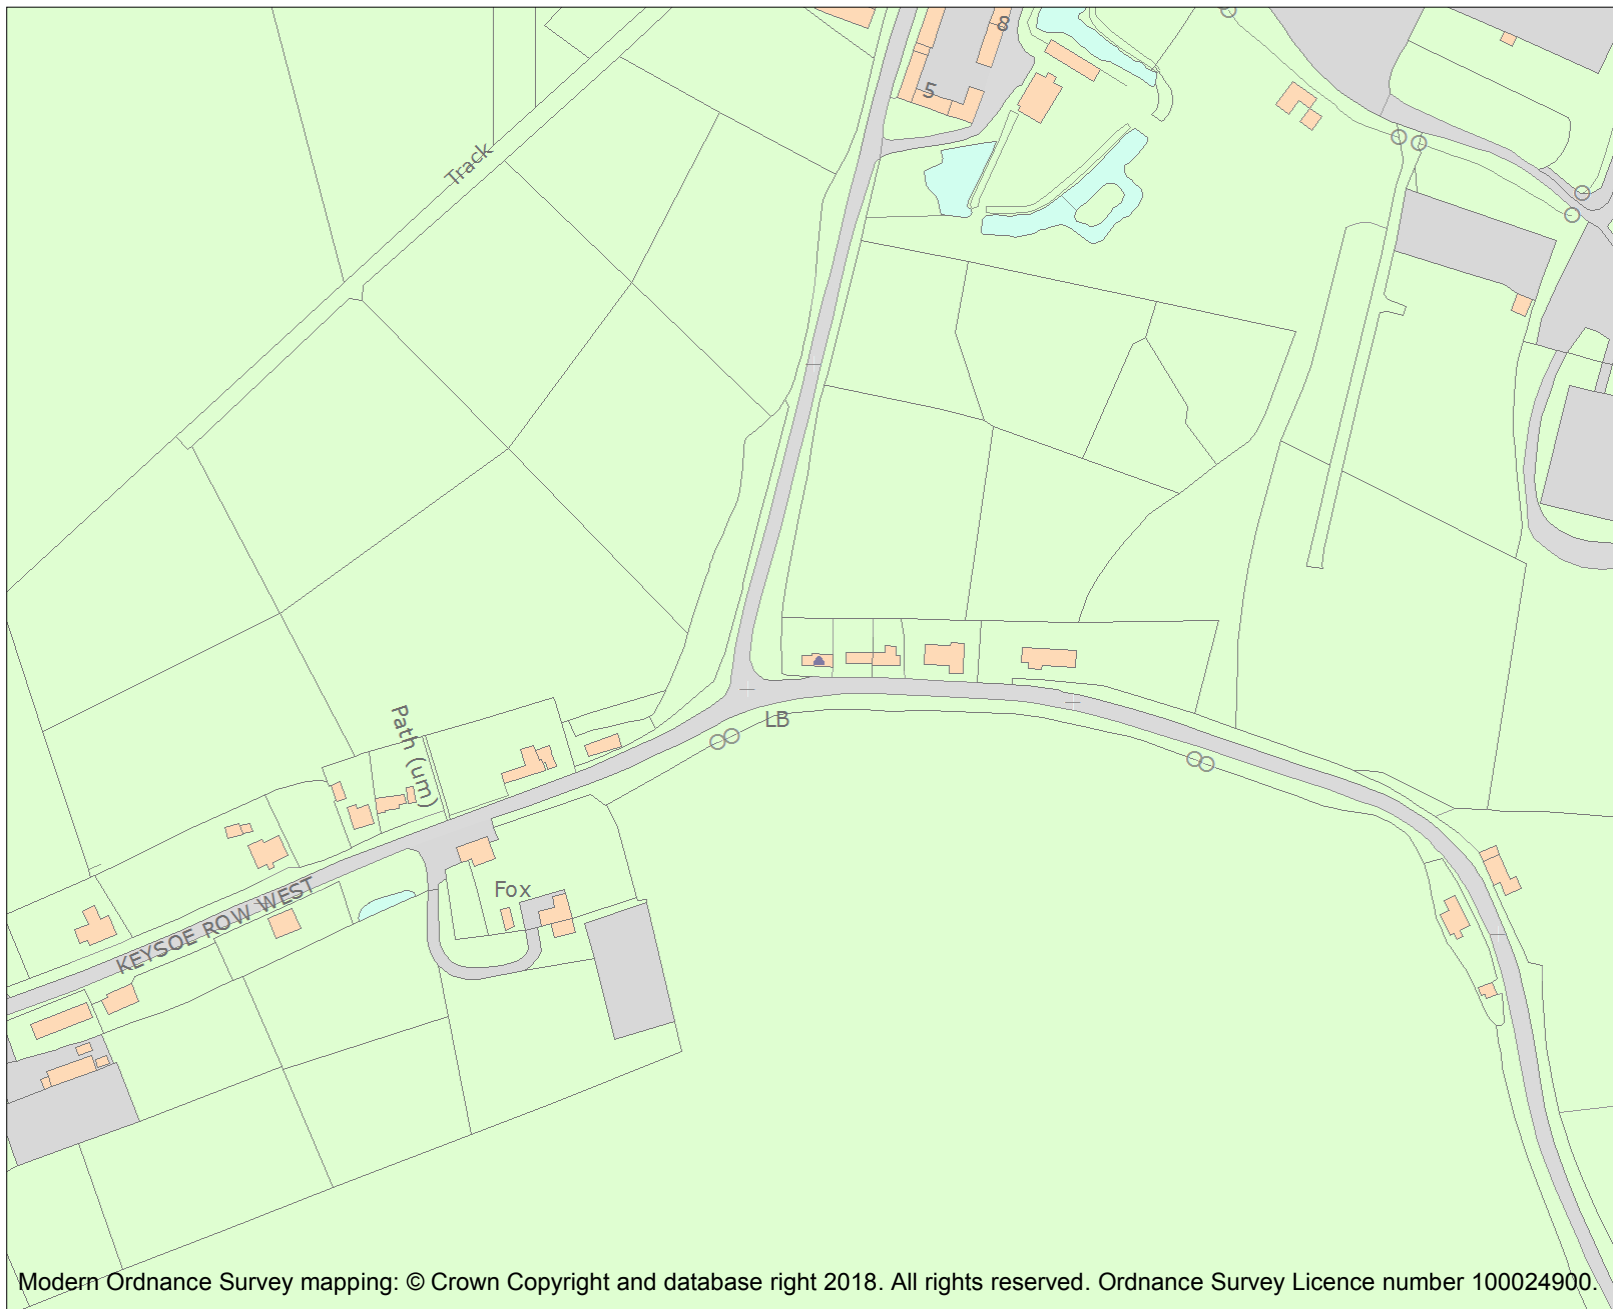 8
5
Track
LB
Path (um)
Fox
KEYSOE ROW WEST
Modern Ordnance Survey mapping: © Crown Copyright and database right 2018. All rights reserved. Ordnance Survey Licence number 100024900.